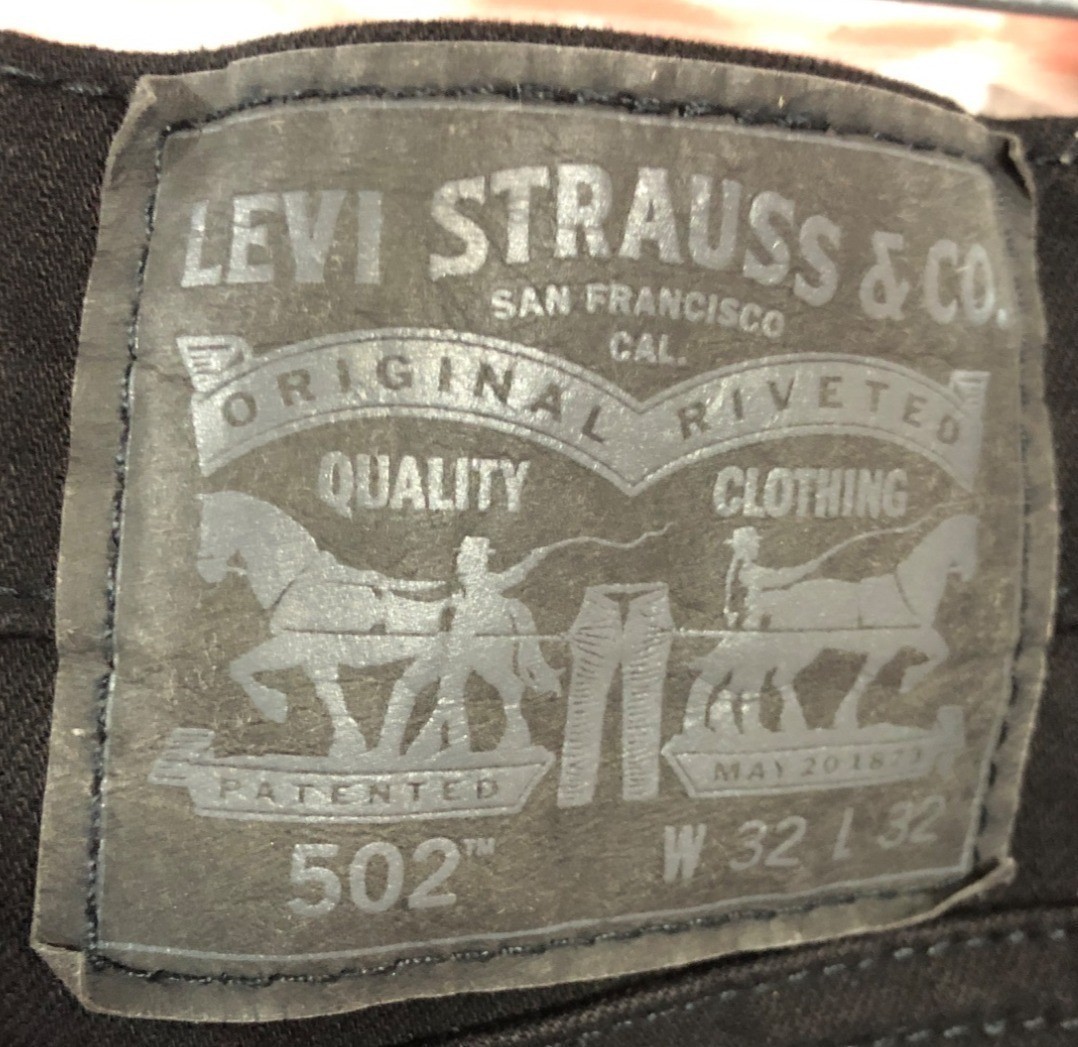 LEVI STRAUSS & CO.
SAN FRANCISCO
CAL.
ORIGINAL RIVETED
QUALITY CLOTHING
PATENTED MAY 20 1873
502™ W 32 L 32